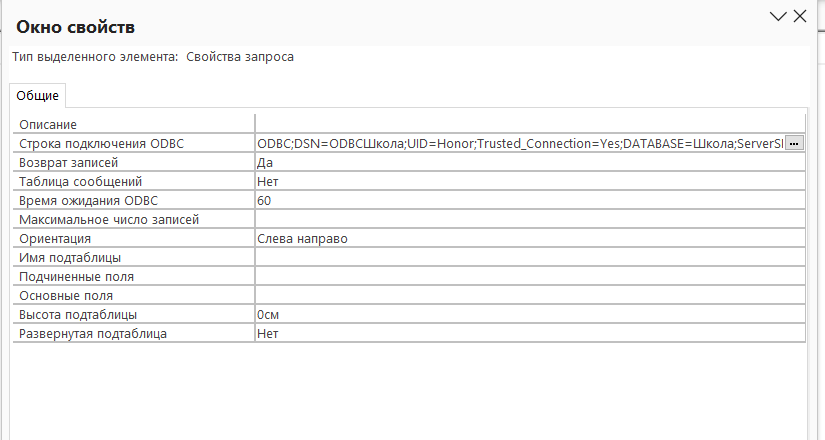 Окно свойств
Тип выделенного элемента: Свойства запроса
Общие
Описание
Строка подключения ODBC ODBC;DSN=ODBCШкола;UID=Honor;Trusted_Connection=Yes;DATABASE=Школа;ServerSI ...
Возврат записей Да
Таблица сообщений Нет
Время ожидания ODBC 60
Максимальное число записей
Ориентация Слева направо
Имя подтаблицы
Подчиненные поля
Основные поля
Высота подтаблицы 0см
Развернутая подтаблица Нет